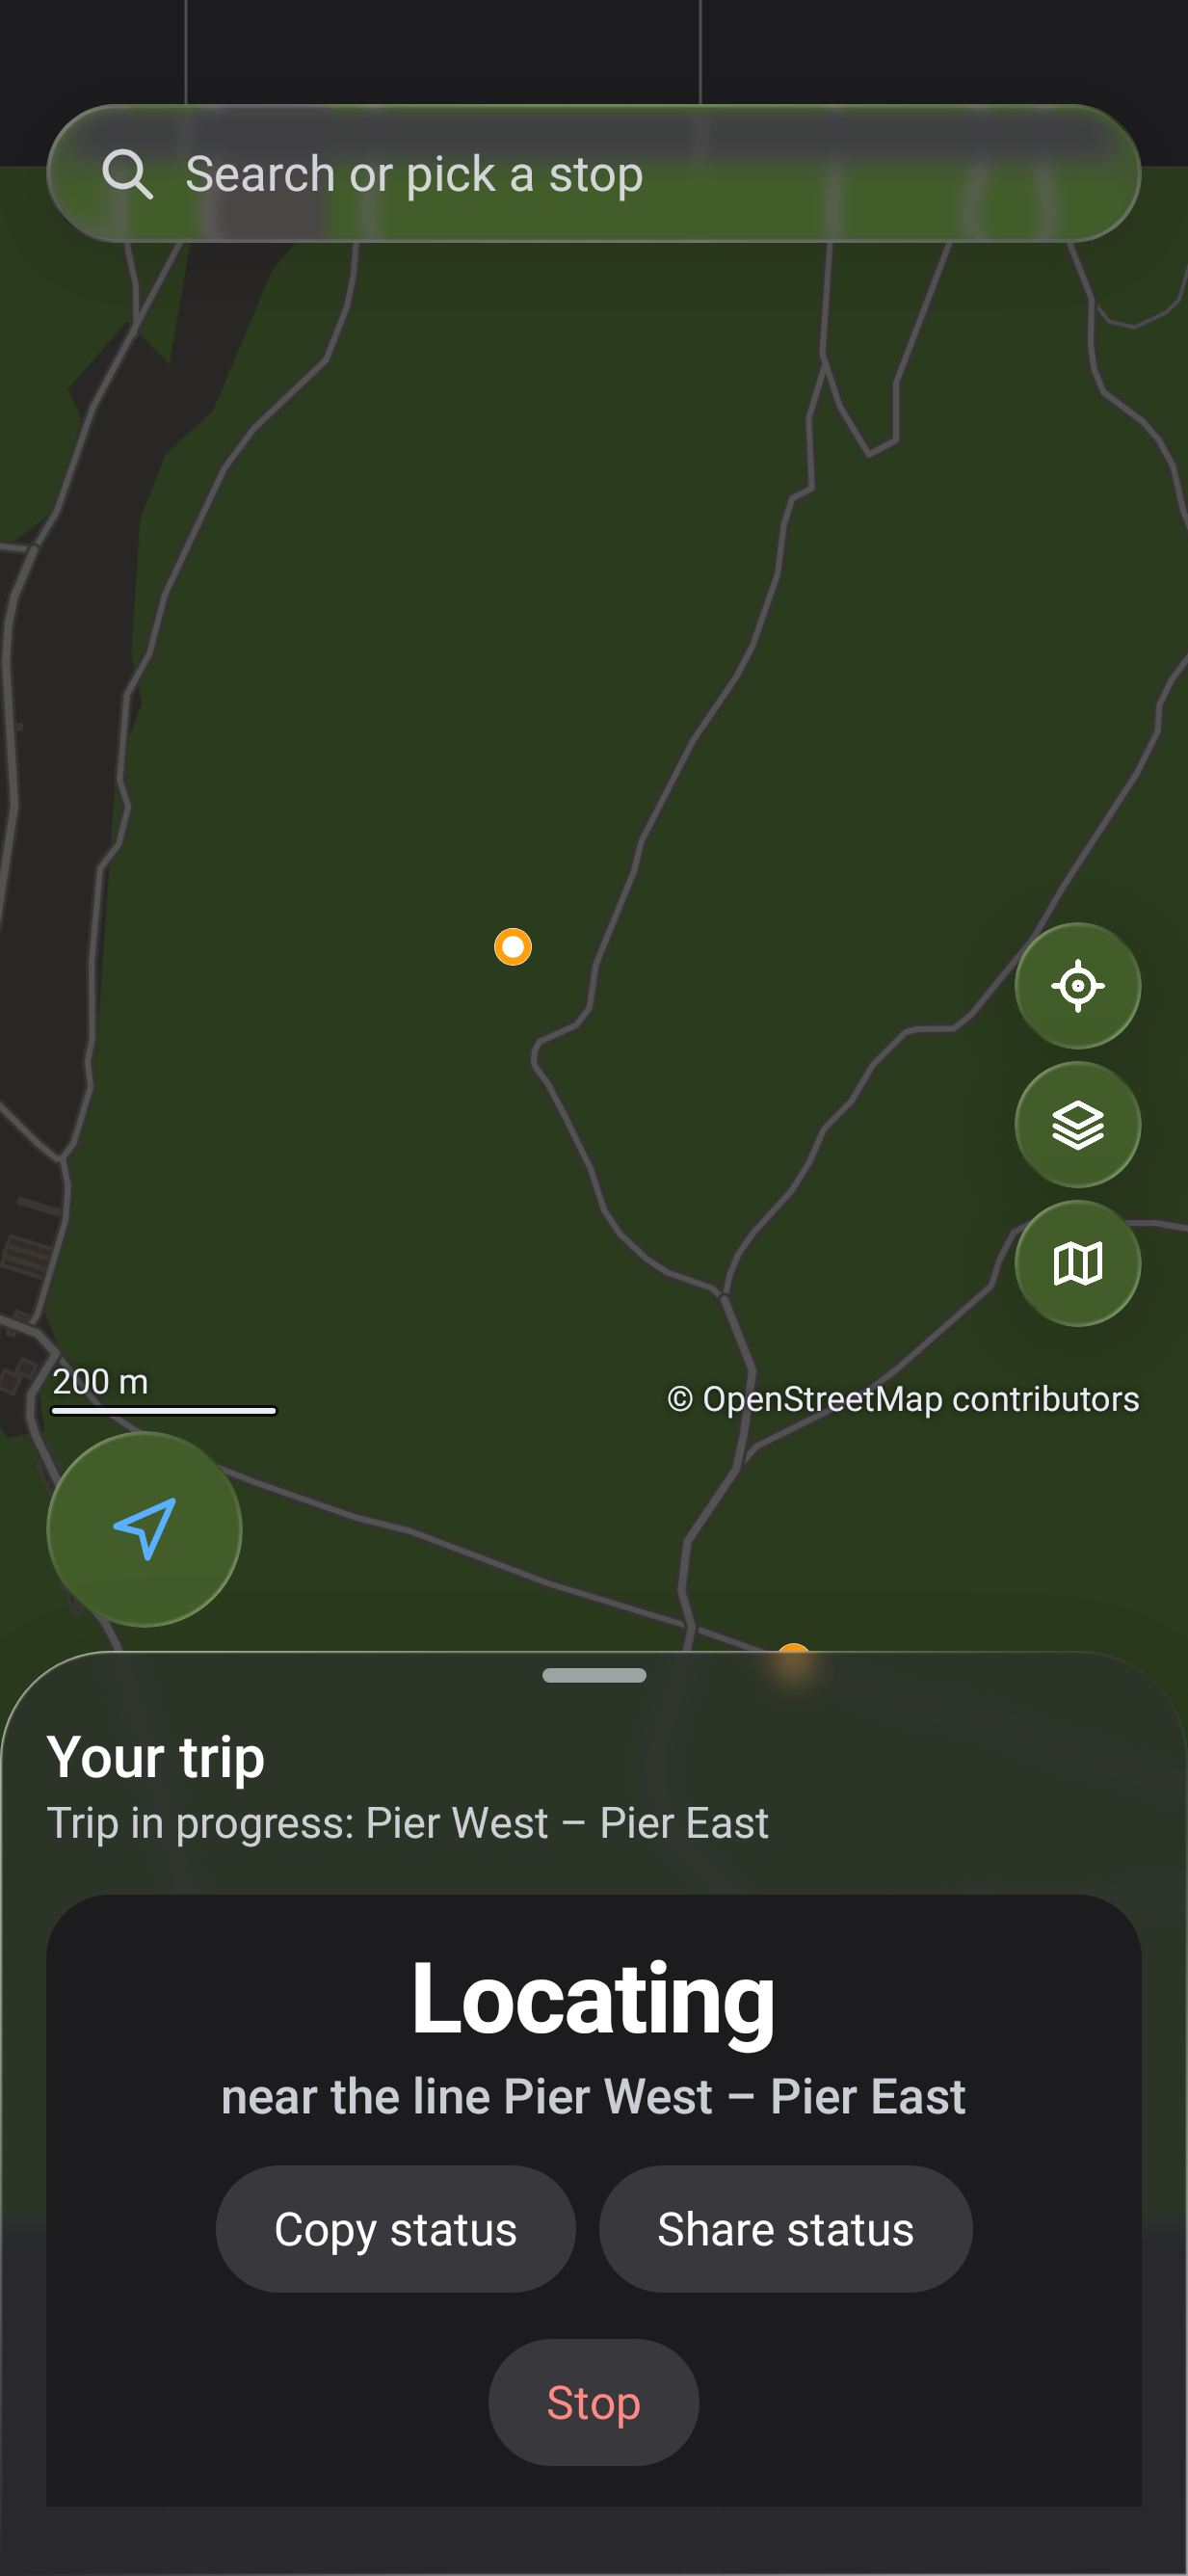 Search or pick a stop
200 m
© OpenStreetMap contributors
Your trip
Trip in progress: Pier West – Pier East
Locating
near the line Pier West – Pier East
Copy status
Share status
Stop